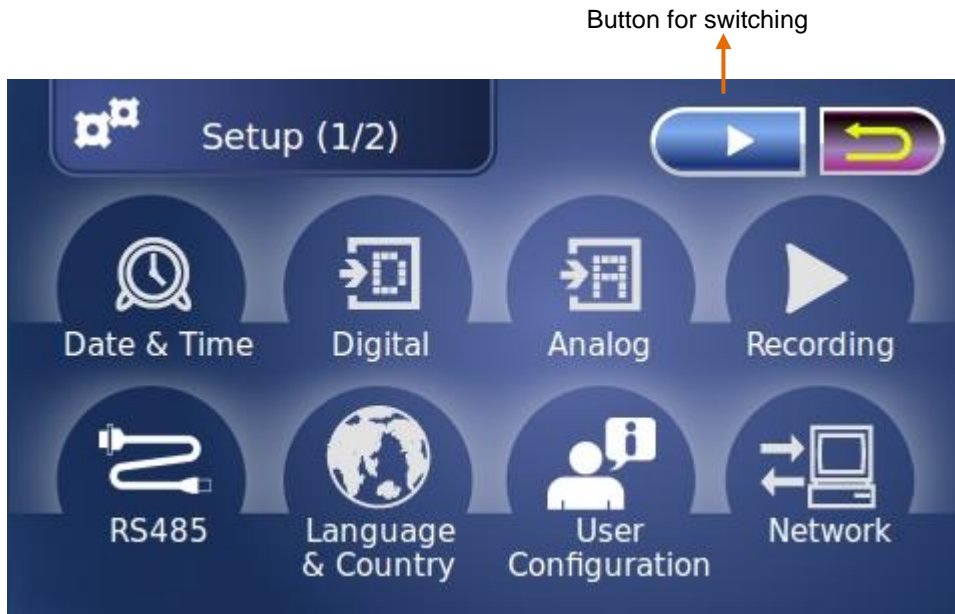 Button for switching
Setup (1/2)
Date & Time
Digital
Analog
Recording
RS485
Language
& Country
User
Configuration
Network